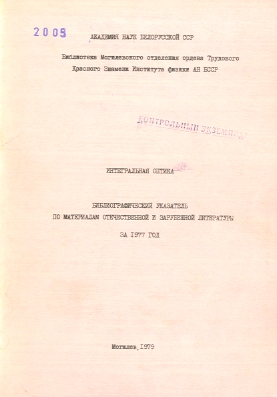 2005
АКАДЕМИЯ НАУК БЕЛОРУССКОЙ ССР
Библиотека Могилевского отделения ордена Трудового
Красного Знамени Института физики АН БССР
КОНТРОЛЬНЫЙ
ИНТЕГРАЛЬНАЯ ОПТИКА
БИБЛИОГРАФИЧЕСКИЙ УКАЗАТЕЛЬ
ПО МАТЕРИАЛАМ ОТЕЧЕСТВЕННОЙ И ЗАРУБЕЖНОЙ ЛИТЕРАТУРЫ
ЗА 1977 ГОД
Могилев, 1979